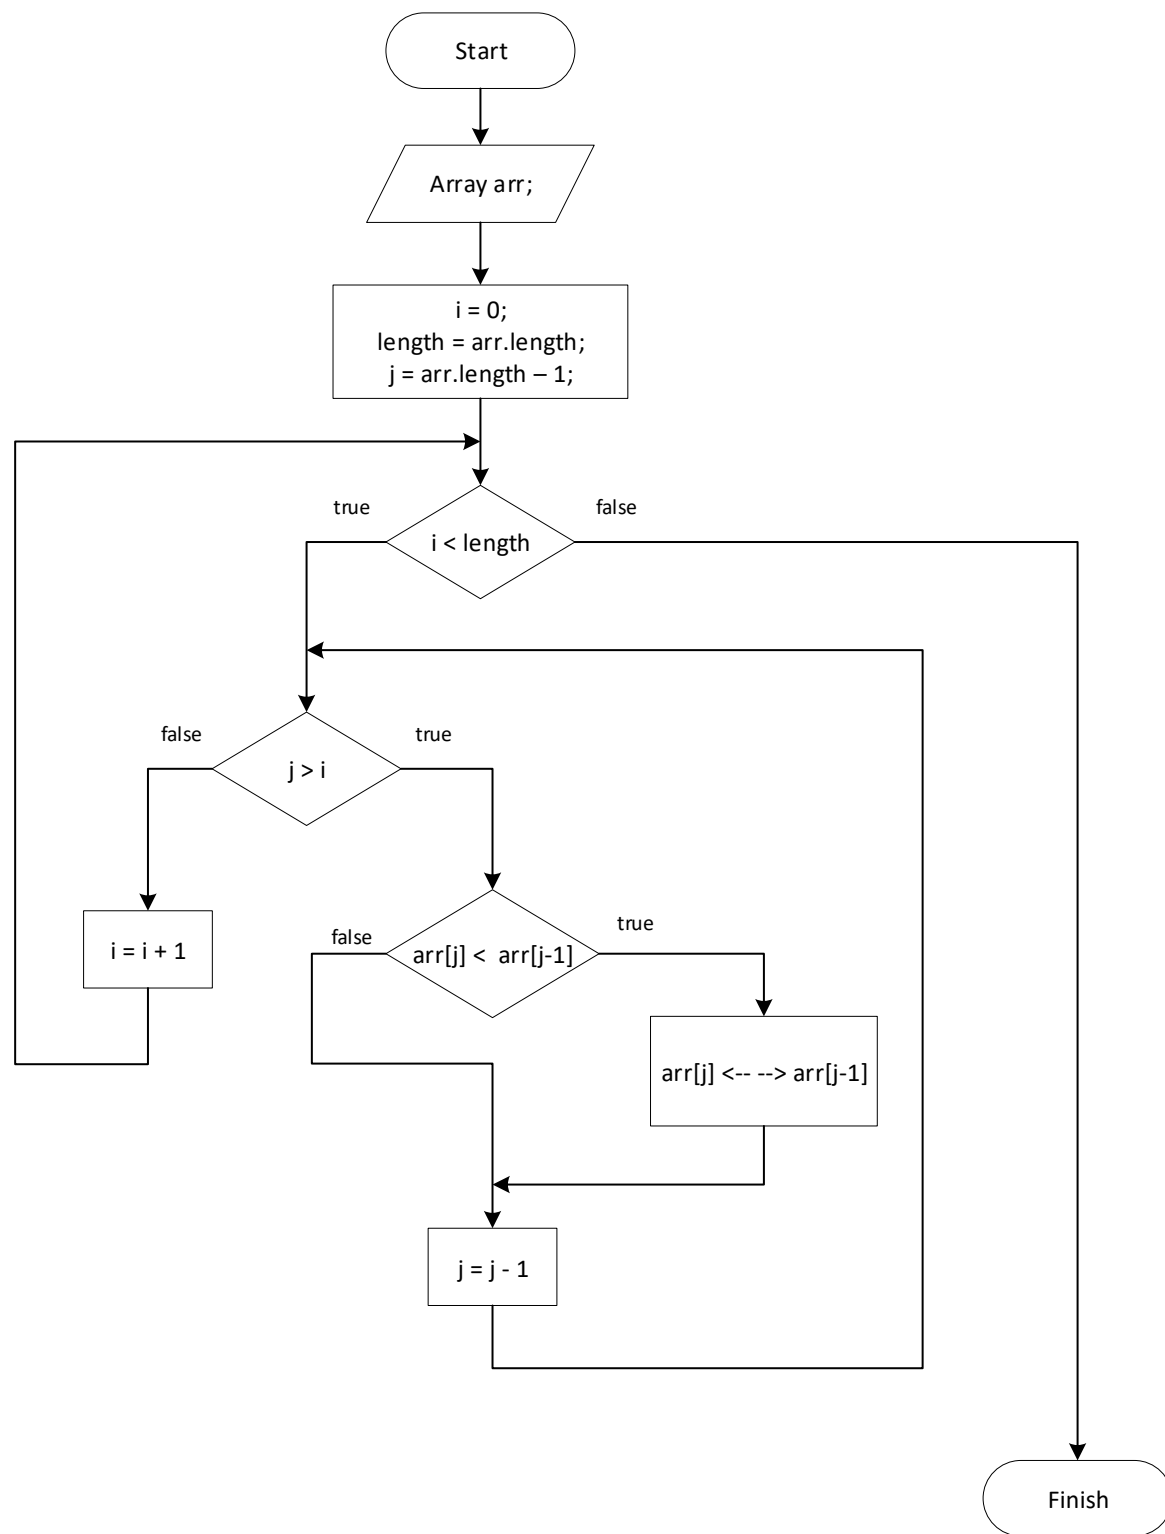 Start
Array arr;
i = 0;
length = arr.length;
j = arr.length – 1;
true
false
i < length
false
true
j > i
false
true
i = i + 1
arr[j] <  arr[j-1]
arr[j] <-- --> arr[j-1]
j = j - 1
Finish